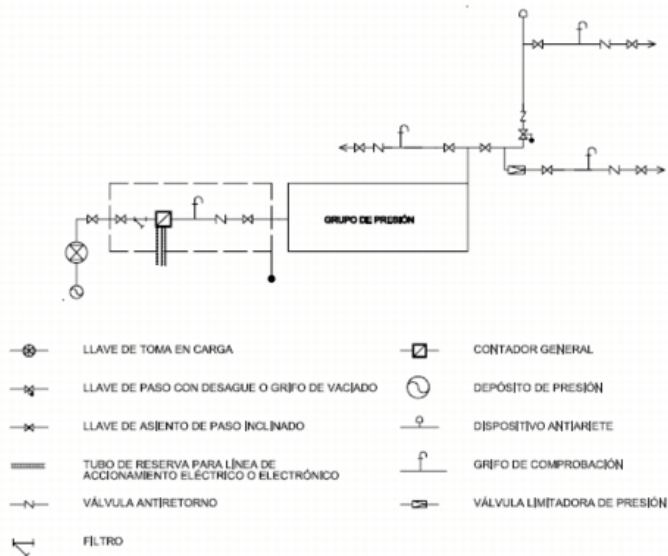 GRUPO DE PRESIÓN
LLAVE DE TOMA EN CARGA
LLAVE DE PASO CON DESAGUE O GRIFO DE VACIADO
LLAVE DE ASIENTO DE PASO INCLINADO
TUBO DE RESERVA PARA LÍNEA DE
ACCIONAMIENTO ELÉCTRICO O ELECTRÓNICO
VÁLVULA ANTIRETORNO
FILTRO
CONTADOR GENERAL
DEPÓSITO DE PRESIÓN
DISPOSITIVO ANTIARIETE
GRIFO DE COMPROBACIÓN
VÁLVULA LIMITADORA DE PRESIÓN